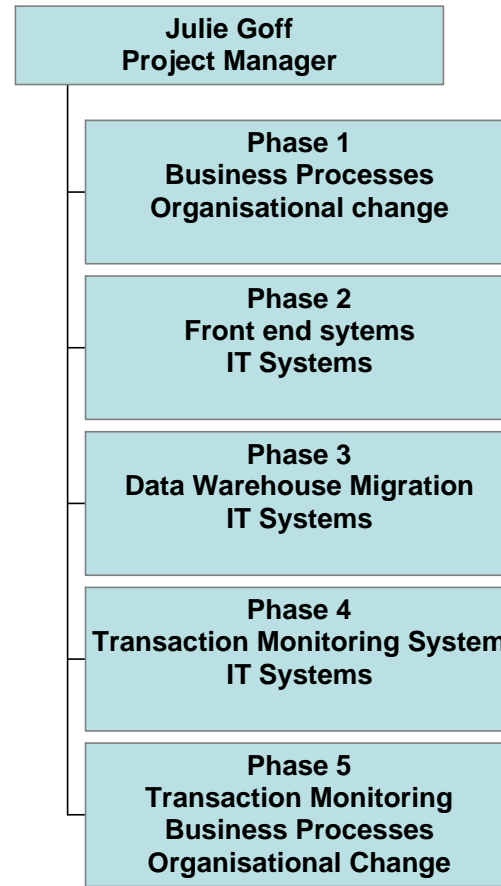 Julie Goff
Project Manager
Phase 1
Business Processes
Organisational change
Phase 2
Front end sytems
IT Systems
Phase 3
Data Warehouse Migration
IT Systems
Phase 4
Transaction Monitoring System
IT Systems
Phase 5
Transaction Monitoring
Business Processes
Organisational Change